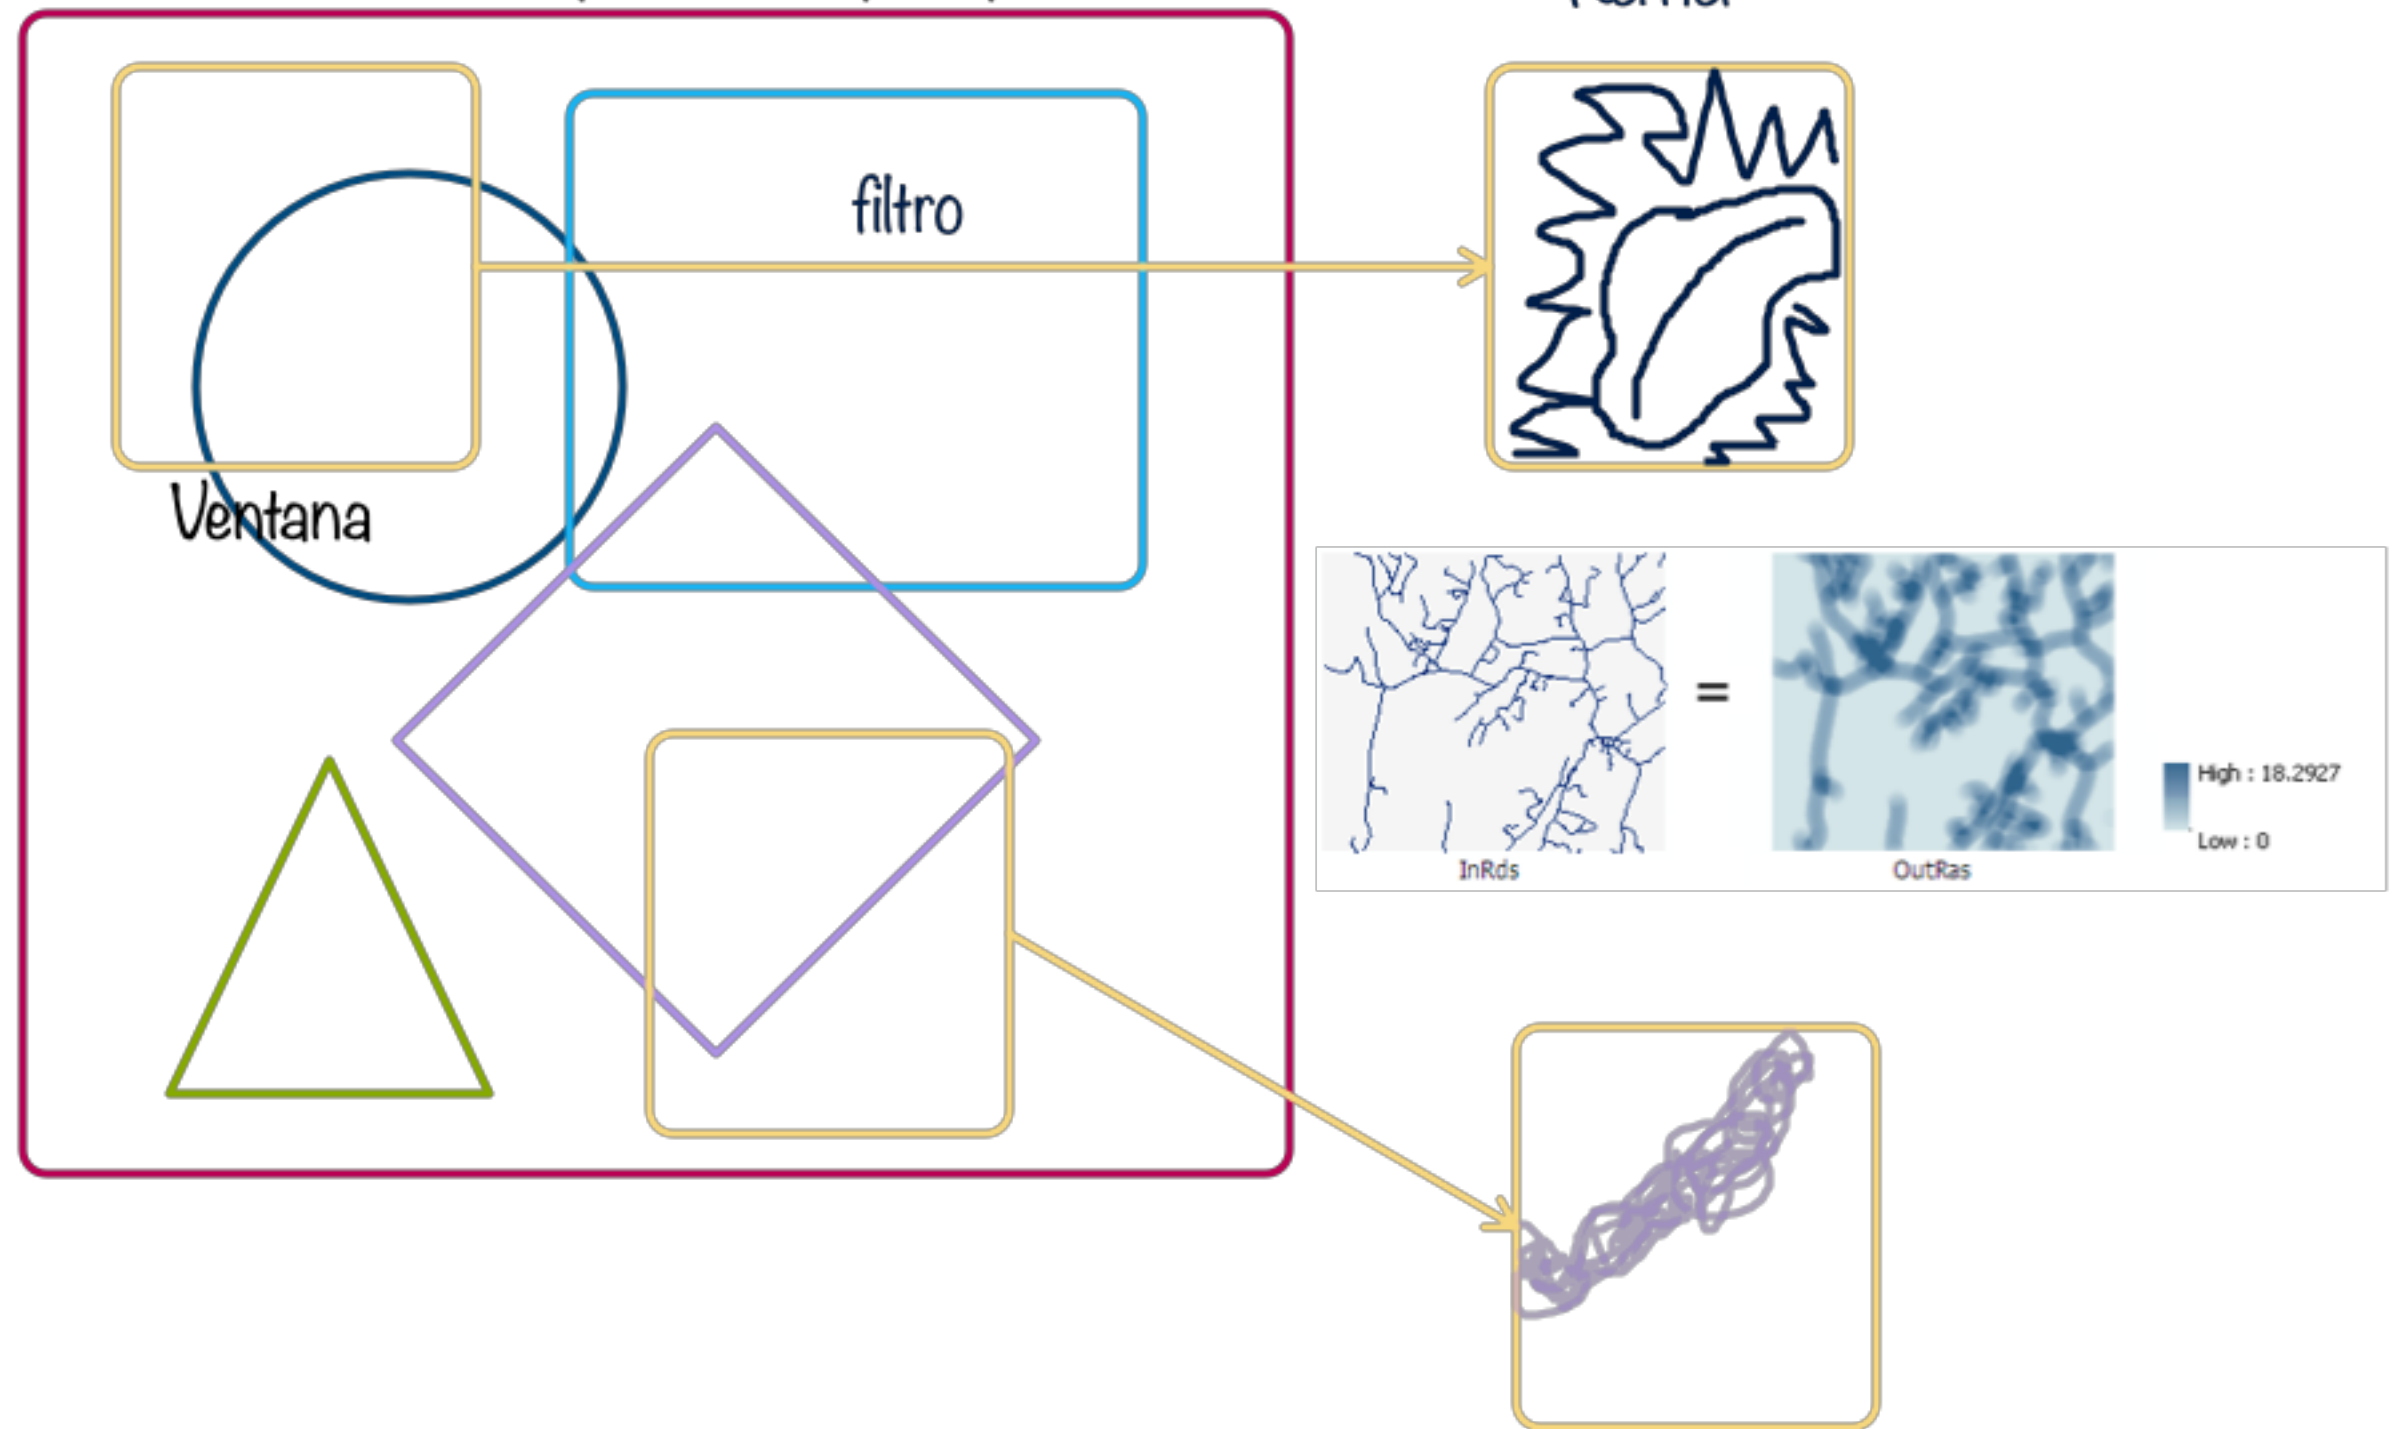 filtro
Ventana
=
High : 18.2927
Low : 0
InRds
OutRas